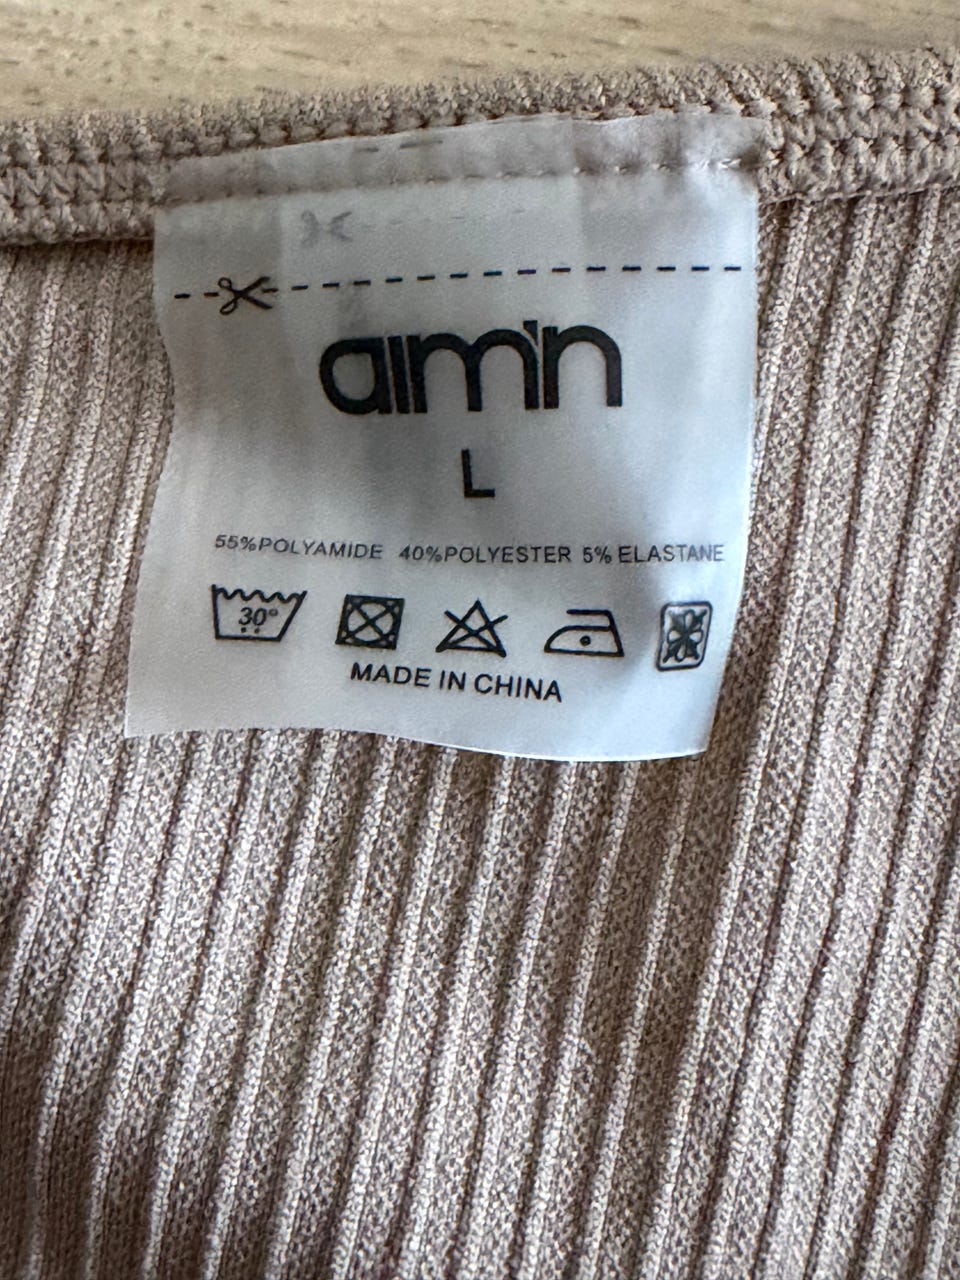 aim'n
L
55%POLYAMIDE 40%POLYESTER 5% ELASTANE
30°
MADE IN CHINA